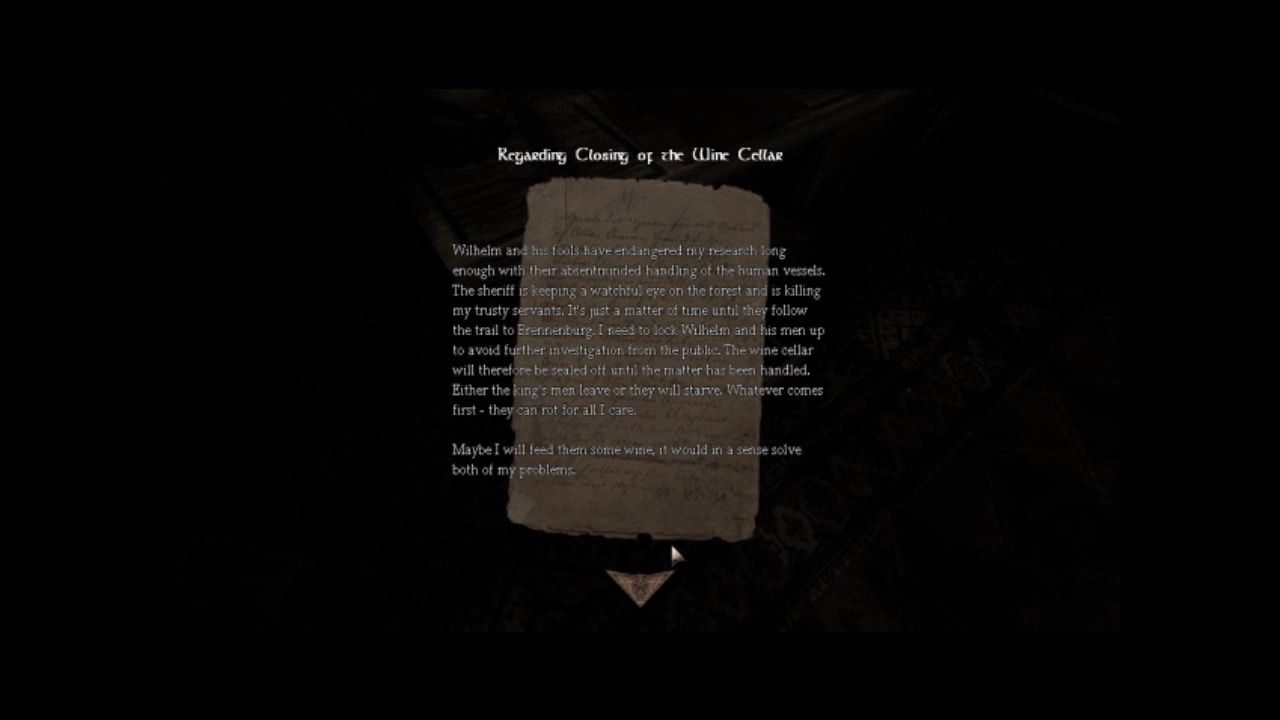 Regarding Closing of the Wine Cellar
Wilhelm and his fools have endangered my research long
enough with their absentminded handling of the human vessels.
The sheriff is keeping a watchful eye on the forest and is killing
my trusty servants. It's just a matter of time until they follow
the trail to Brennenburg. I need to lock Wilhelm and his men up
to avoid further investigation from the public. The wine cellar
will therefore be sealed off until the matter has been handled.
Either the king's men leave or they will starve. Whatever comes
first - they can rot for all I care.
Maybe I will feed them some wine, it would in a sense solve
both of my problems.